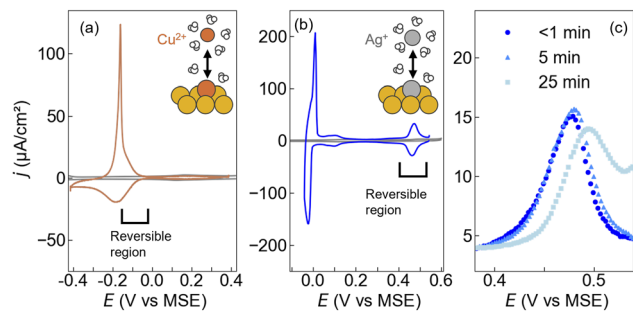 (a)
Cu²⁺
j (μA/cm²)
100
50
0
−50
Reversible
region
-0.4 -0.2 0.0 0.2 0.4
E (V vs MSE)
(b)
Ag⁺
200
100
0
−100
−200
Reversible
region
0.0 0.2 0.4 0.6
E (V vs MSE)
(c)
<1 min
5 min
25 min
15
10
5
0.4 0.5
E (V vs MSE)